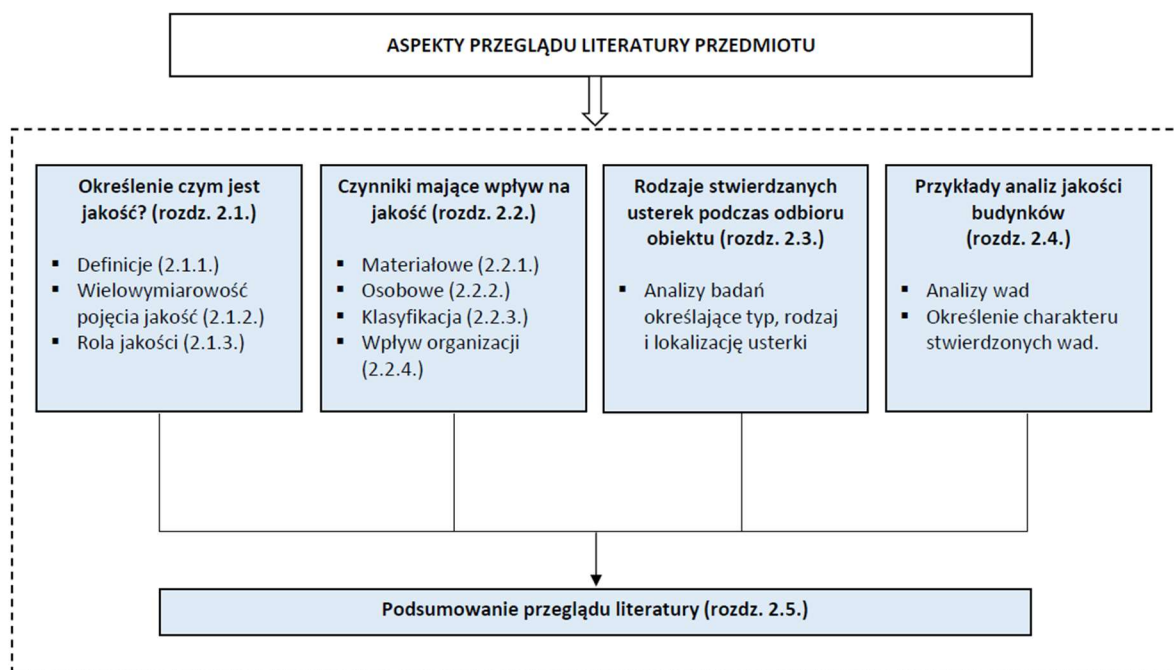 ASPEKTY PRZEGLĄDU LITERATURY PRZEDMIOTU
Określenie czym jest
jakość? (rozdz. 2.1.)
▪ Definicje (2.1.1.)
▪ Wielowymiarowość
pojęcia jakość (2.1.2.)
▪ Rola jakości (2.1.3.)
Czynniki mające wpływ na
jakość (rozdz. 2.2.)
▪ Materiałowe (2.2.1.)
▪ Osobowe (2.2.2.)
▪ Klasyfikacja (2.2.3.)
▪ Wpływ organizacji
(2.2.4.)
Rodzaje stwierdzanych
usterek podczas odbioru
obiektu (rozdz. 2.3.)
▪ Analizy badań
określające typ, rodzaj
i lokalizację usterki
Przykłady analiz jakości
budynków
(rozdz. 2.4.)
▪ Analizy wad
▪ Określenie charakteru
stwierdzonych wad.
Podsumowanie przeglądu literatury (rozdz. 2.5.)